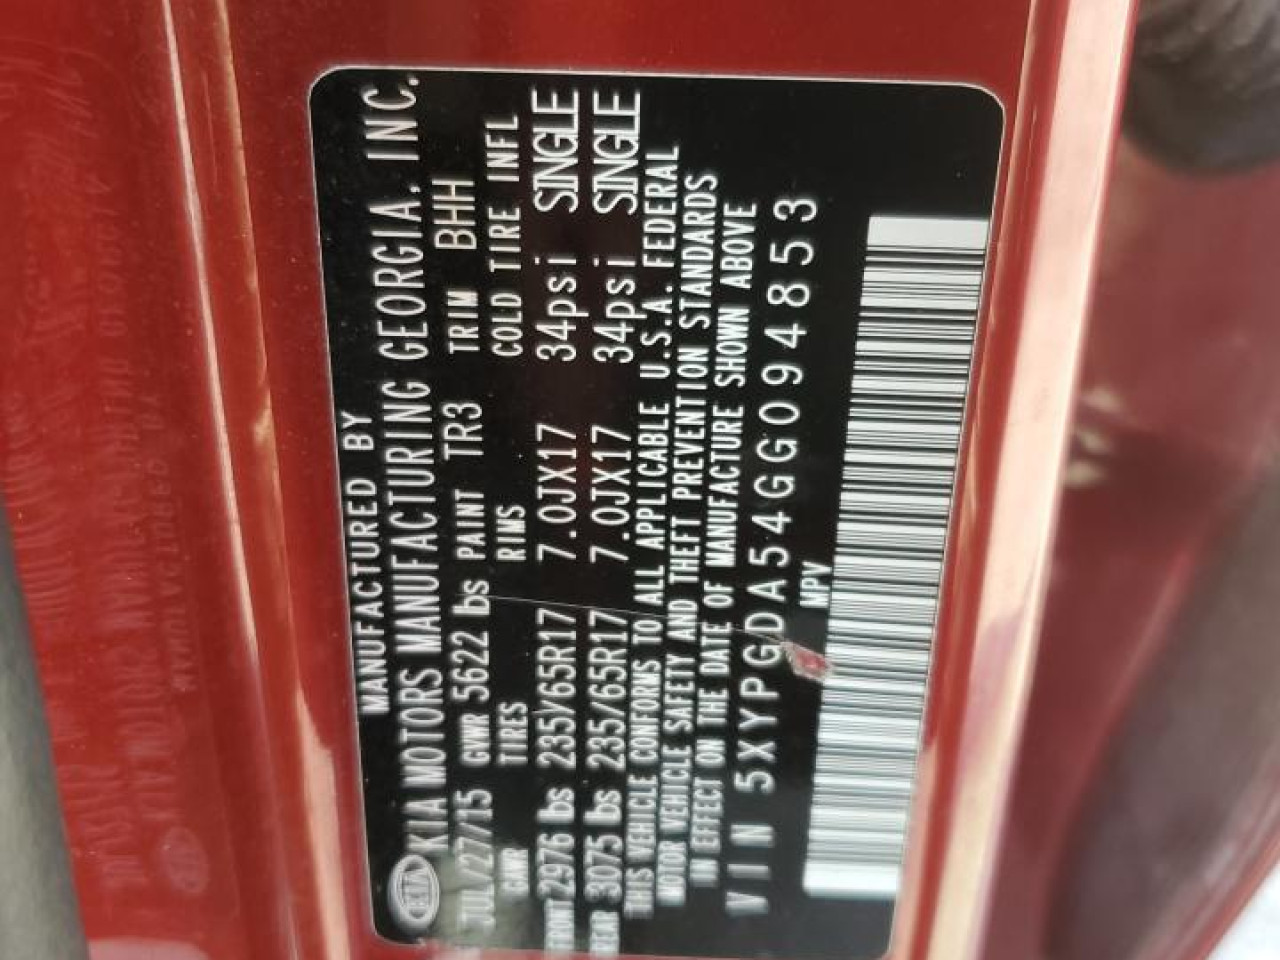 MANUFACTURED BY
KIA KIA MOTORS MANUFACTURING GEORGIA, INC.
JUL/27/15 GVWR 5622 lbs PAINT TR3 TRIM BHH
GAWR TIRES RIMS COLD TIRE INFL
FRONT 2976 lbs 235/65R17 7.0JX17 34psi SINGLE
REAR 3075 lbs 235/65R17 7.0JX17 34psi SINGLE
THIS VEHICLE CONFORMS TO ALL APPLICABLE U.S.A. FEDERAL
MOTOR VEHICLE SAFETY AND THEFT PREVENTION STANDARDS
IN EFFECT ON THE DATE OF MANUFACTURE SHOWN ABOVE
VIN 5XYPGDA54GG094853
MPV